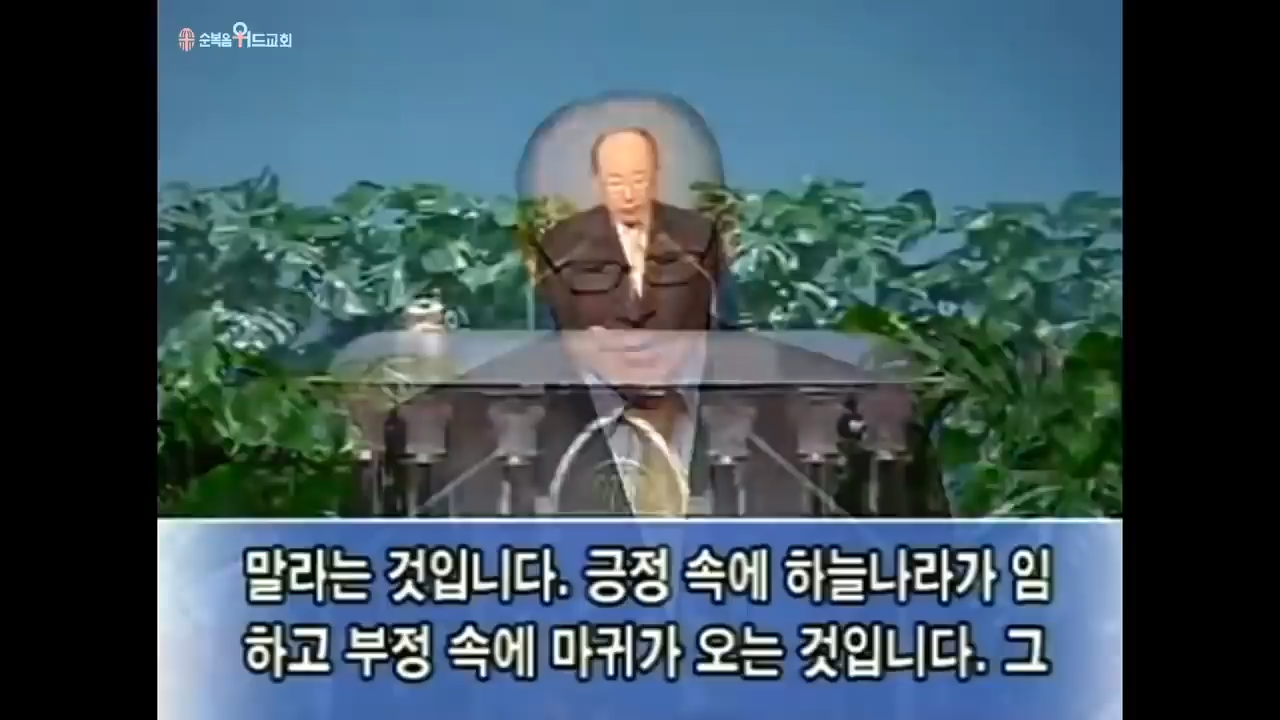 순복음위드교회
말라는 것입니다. 긍정 속에 하늘나라가 임
하고 부정 속에 마귀가 오는 것입니다. 그